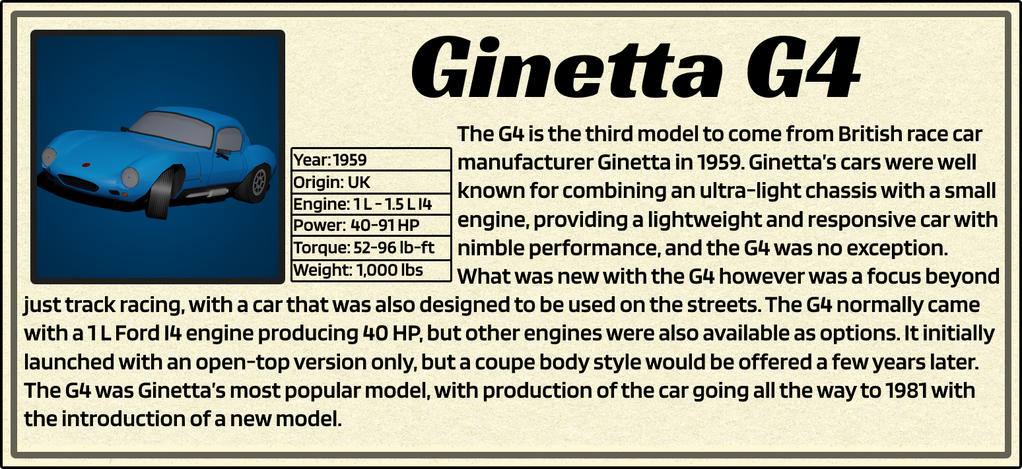 Ginetta G4
Year: 1959
Origin: UK
Engine: 1 L - 1.5 L I4
Power: 40-91 HP
Torque: 52-96 lb-ft
Weight: 1,000 lbs
The G4 is the third model to come from British race car
manufacturer Ginetta in 1959. Ginetta's cars were well
known for combining an ultra-light chassis with a small
engine, providing a lightweight and responsive car with
nimble performance, and the G4 was no exception.
What was new with the G4 however was a focus beyond
just track racing, with a car that was also designed to be used on the streets. The G4 normally came
with a 1 L Ford I4 engine producing 40 HP, but other engines were also available as options. It initially
launched with an open-top version only, but a coupe body style would be offered a few years later.
The G4 was Ginetta's most popular model, with production of the car going all the way to 1981 with
the introduction of a new model.